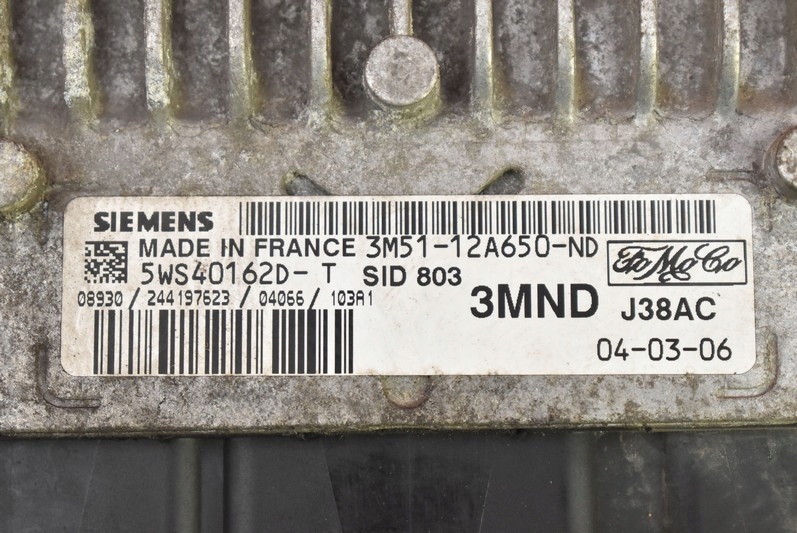 SIEMENS
MADE IN FRANCE 3M51-12A650-ND
5WS40162D-T SID 803
FoMoCo
08930/244197623/04066/103A1
3MND J38AC
04-03-06